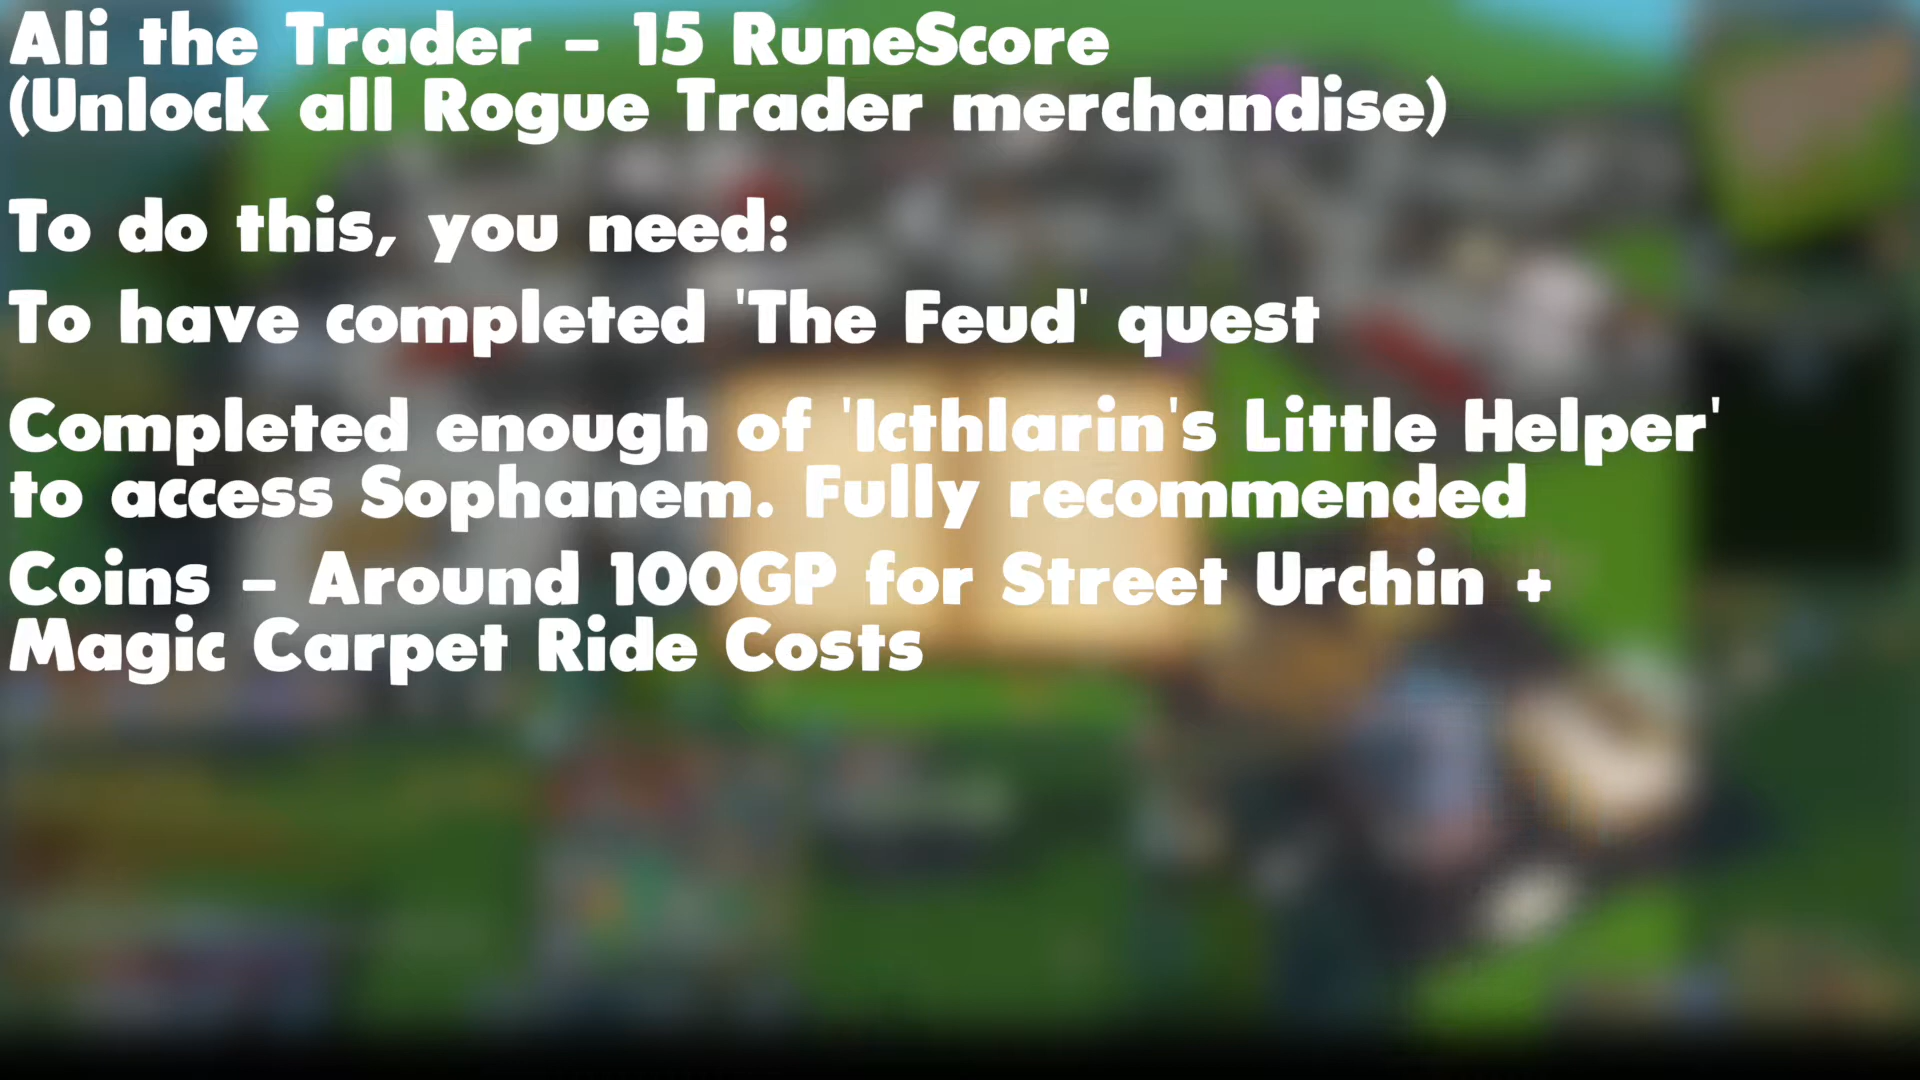 Ali the Trader – 15 RuneScore
(Unlock all Rogue Trader merchandise)
To do this, you need:
To have completed 'The Feud' quest
Completed enough of 'Icthlarin's Little Helper'
to access Sophanem. Fully recommended
Coins – Around 100GP for Street Urchin +
Magic Carpet Ride Costs